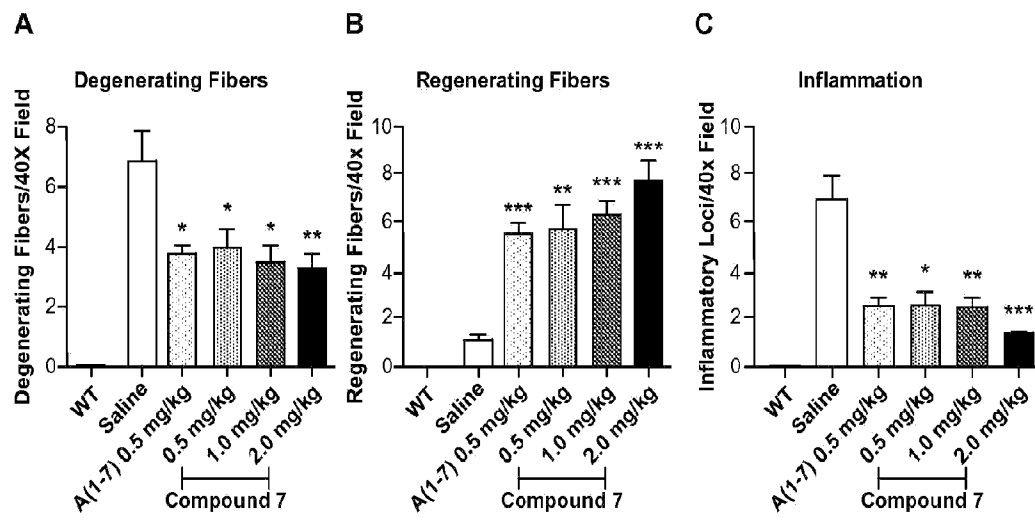 A
Degenerating Fibers
Degenerating Fibers/40X Field
8
6
4
2
0
*
*
*
**
WT
Saline
A(1-7) 0.5 mg/kg
0.5 mg/kg
1.0 mg/kg
2.0 mg/kg
Compound 7
B
Regenerating Fibers
Regenerating Fibers/40x Field
10
8
6
4
2
0
***
**
***
***
WT
Saline
A(1-7) 0.5 mg/kg
0.5 mg/kg
1.0 mg/kg
2.0 mg/kg
Compound 7
C
Inflammation
Inflammatory Loci/40x Field
10
8
6
4
2
0
**
*
**
***
WT
Saline
A(1-7) 0.5 mg/kg
0.5 mg/kg
1.0 mg/kg
2.0 mg/kg
Compound 7